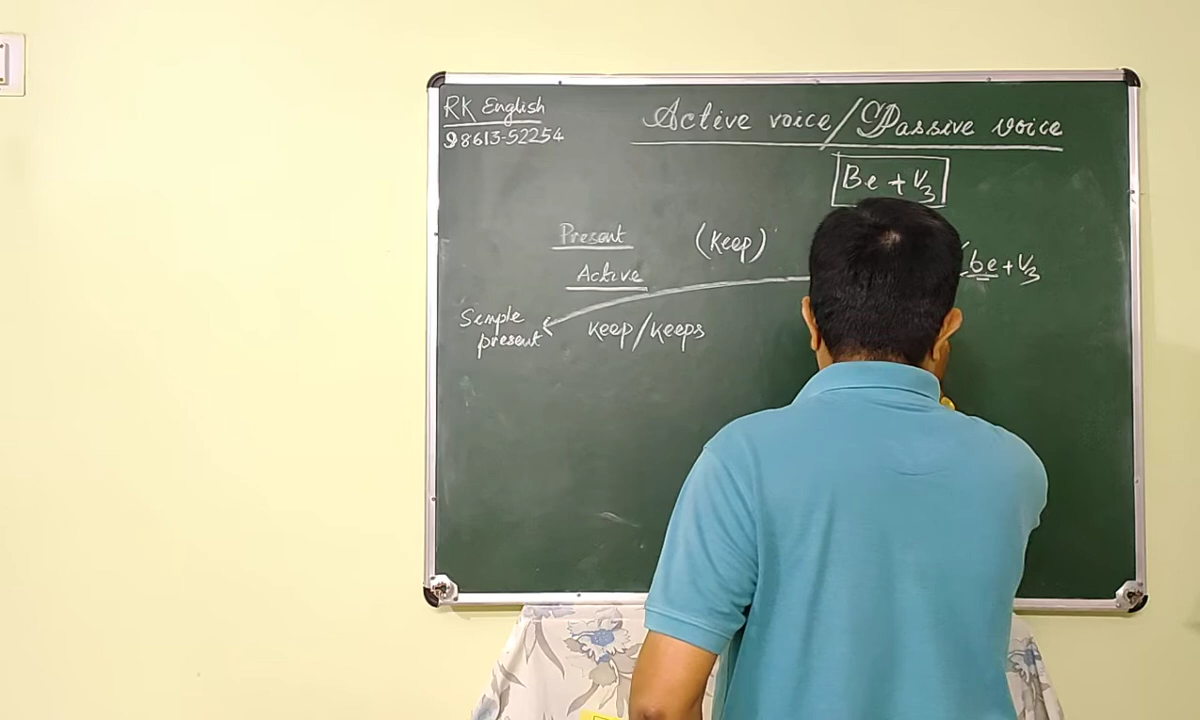 RK English
98613-52254
Active voice/Passive voice
Be + V3
Present
(Keep)
Active
be + V3
Simple
present
Keep/Keeps